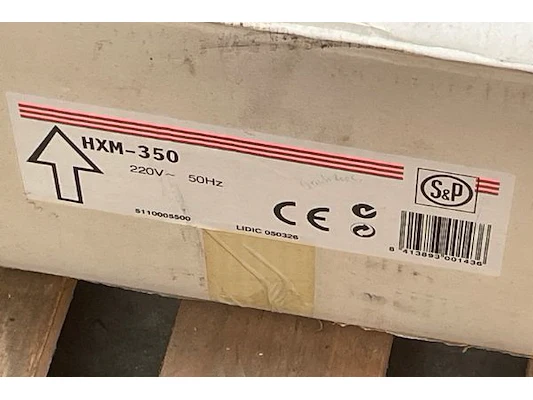 HXM-350
220V~ 50Hz
S&P
CE
5110005500
LIDIC 050326
8 413893 001436